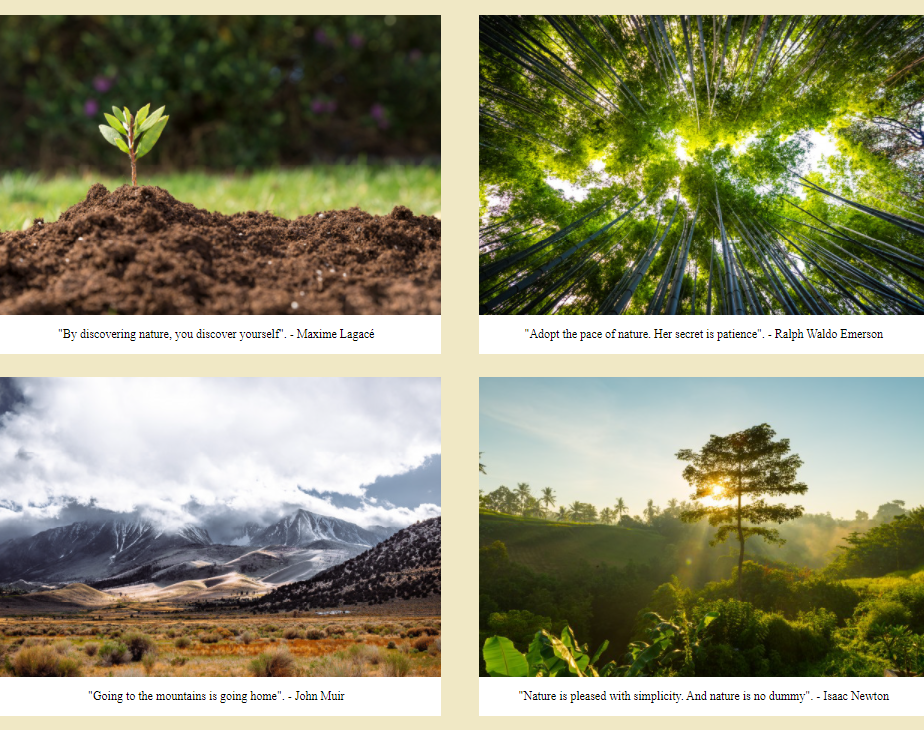 "By discovering nature, you discover yourself". - Maxime Lagacé
"Adopt the pace of nature. Her secret is patience". - Ralph Waldo Emerson
"Going to the mountains is going home". - John Muir
"Nature is pleased with simplicity. And nature is no dummy". - Isaac Newton